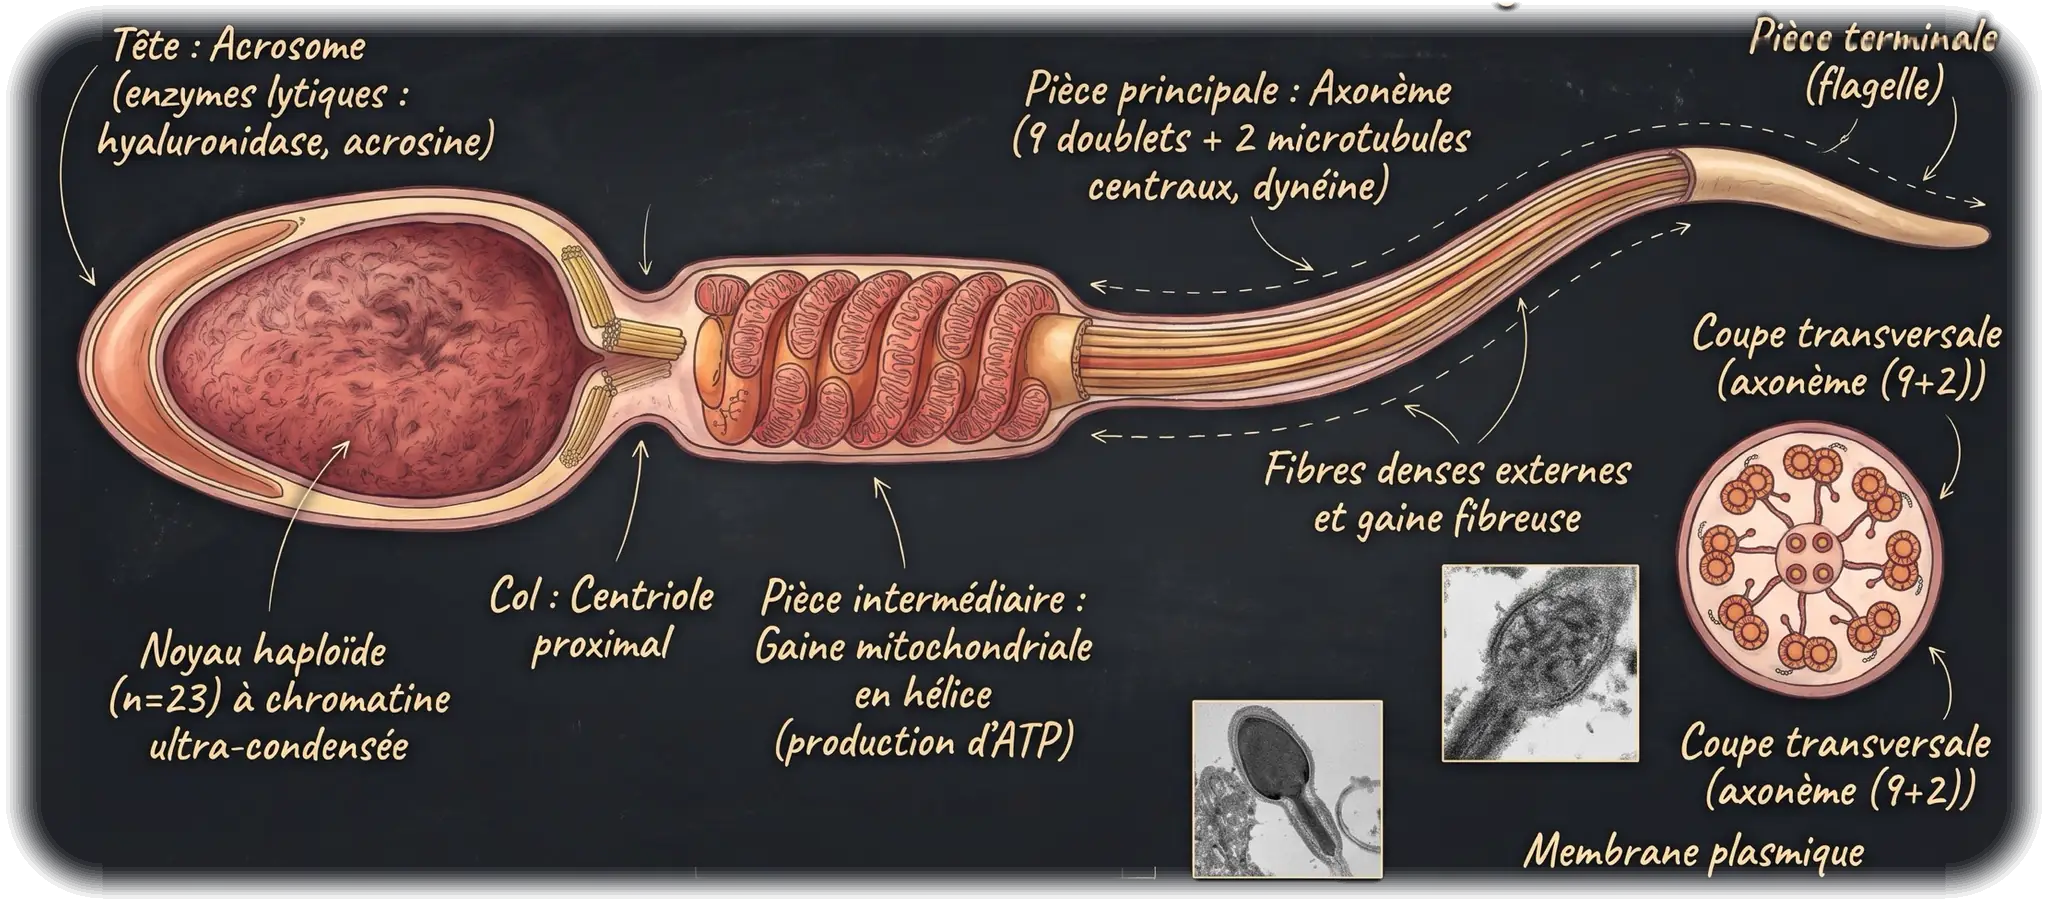 Tête : Acrosome
(enzymes lytiques :
hyaluronidase, acrosine)
Pièce principale : Axonème
(9 doublets + 2 microtubules
centraux, dynéine)
Pièce terminale
(flagelle)
Coupe transversale
(axonème (9+2))
Fibres denses externes
et gaine fibreuse
Noyau haploïde
(n=23) à chromatine
ultra-condensée
Col : Centriole
proximal
Pièce intermédiaire :
Gaine mitochondriale
en hélice
(production d'ATP)
Coupe transversale
(axonème (9+2))
Membrane plasmique